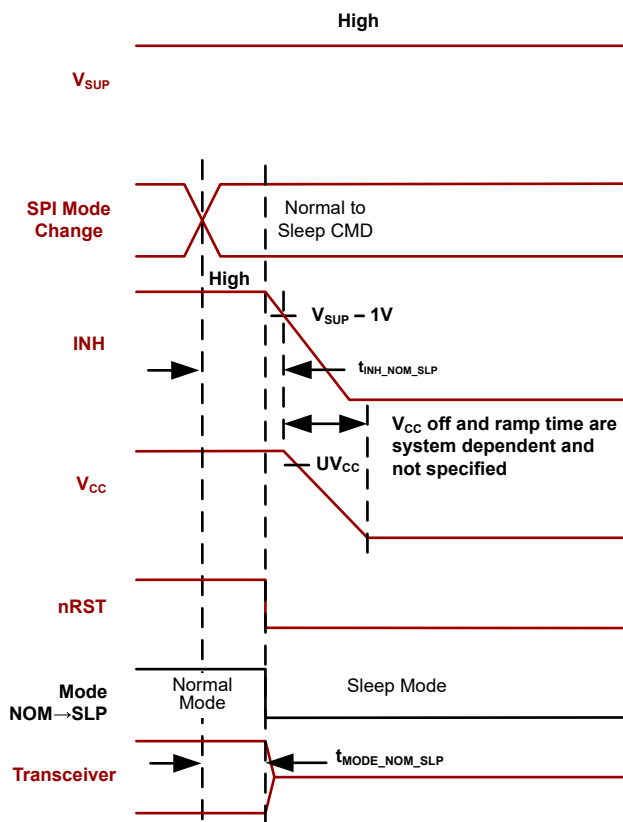 High
VSUP
SPI Mode
Change
Normal to
Sleep CMD
High
VSUP – 1V
INH
tINH_NOM_SLP
VCC off and ramp time are
system dependent and
not specified
UVCC
VCC
nRST
Mode
NOM→SLP
Normal
Mode
Sleep Mode
tMODE_NOM_SLP
Transceiver